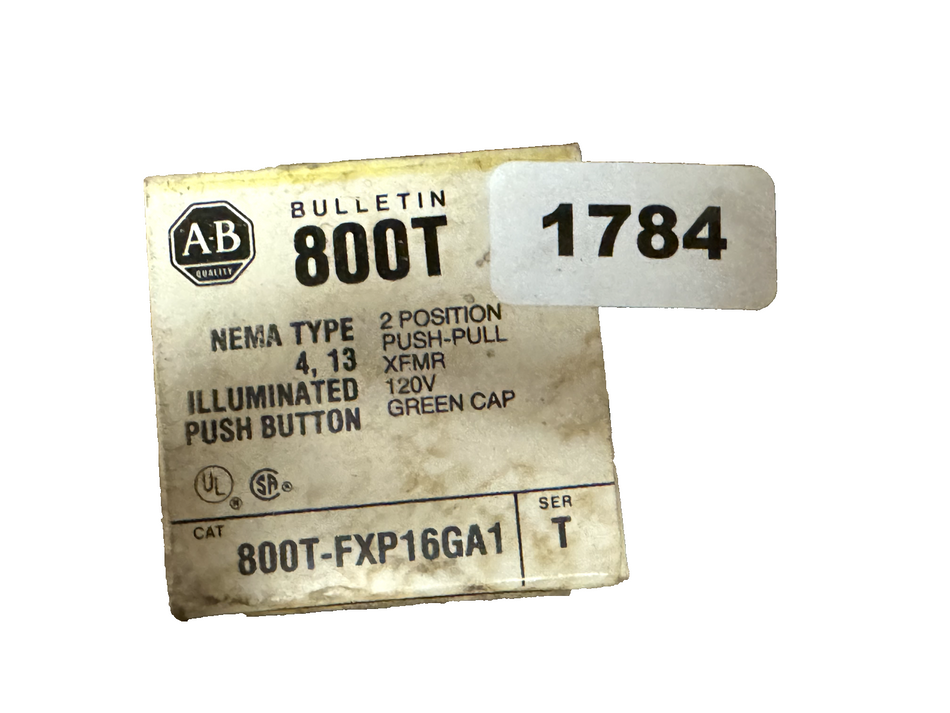 BULLETIN
800T
A-B
QUALITY
1784
NEMA TYPE
4, 13
ILLUMINATED
PUSH BUTTON
2 POSITION
PUSH-PULL
XFMR
120V
GREEN CAP
UL ®
SA ®
CAT
800T-FXP16GA1
SER
T